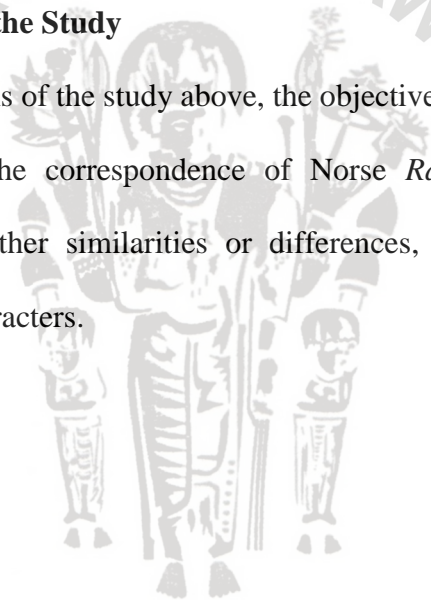 the Study
s of the study above, the objective
he correspondence of Norse Ra
ther similarities or differences,
racters.